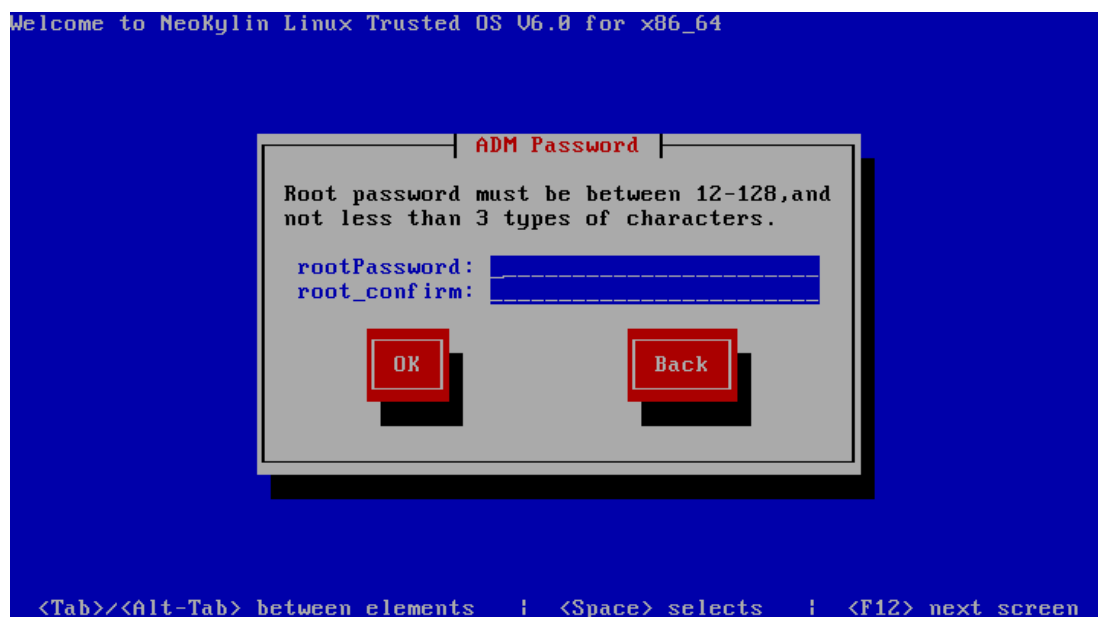 Welcome to NeoKylin Linux Trusted OS V6.0 for x86_64
ADM Password
Root password must be between 12-128,and
not less than 3 types of characters.
rootPassword:
root_confirm:
OK Back
<Tab>/<Alt-Tab> between elements | <Space> selects | <F12> next screen